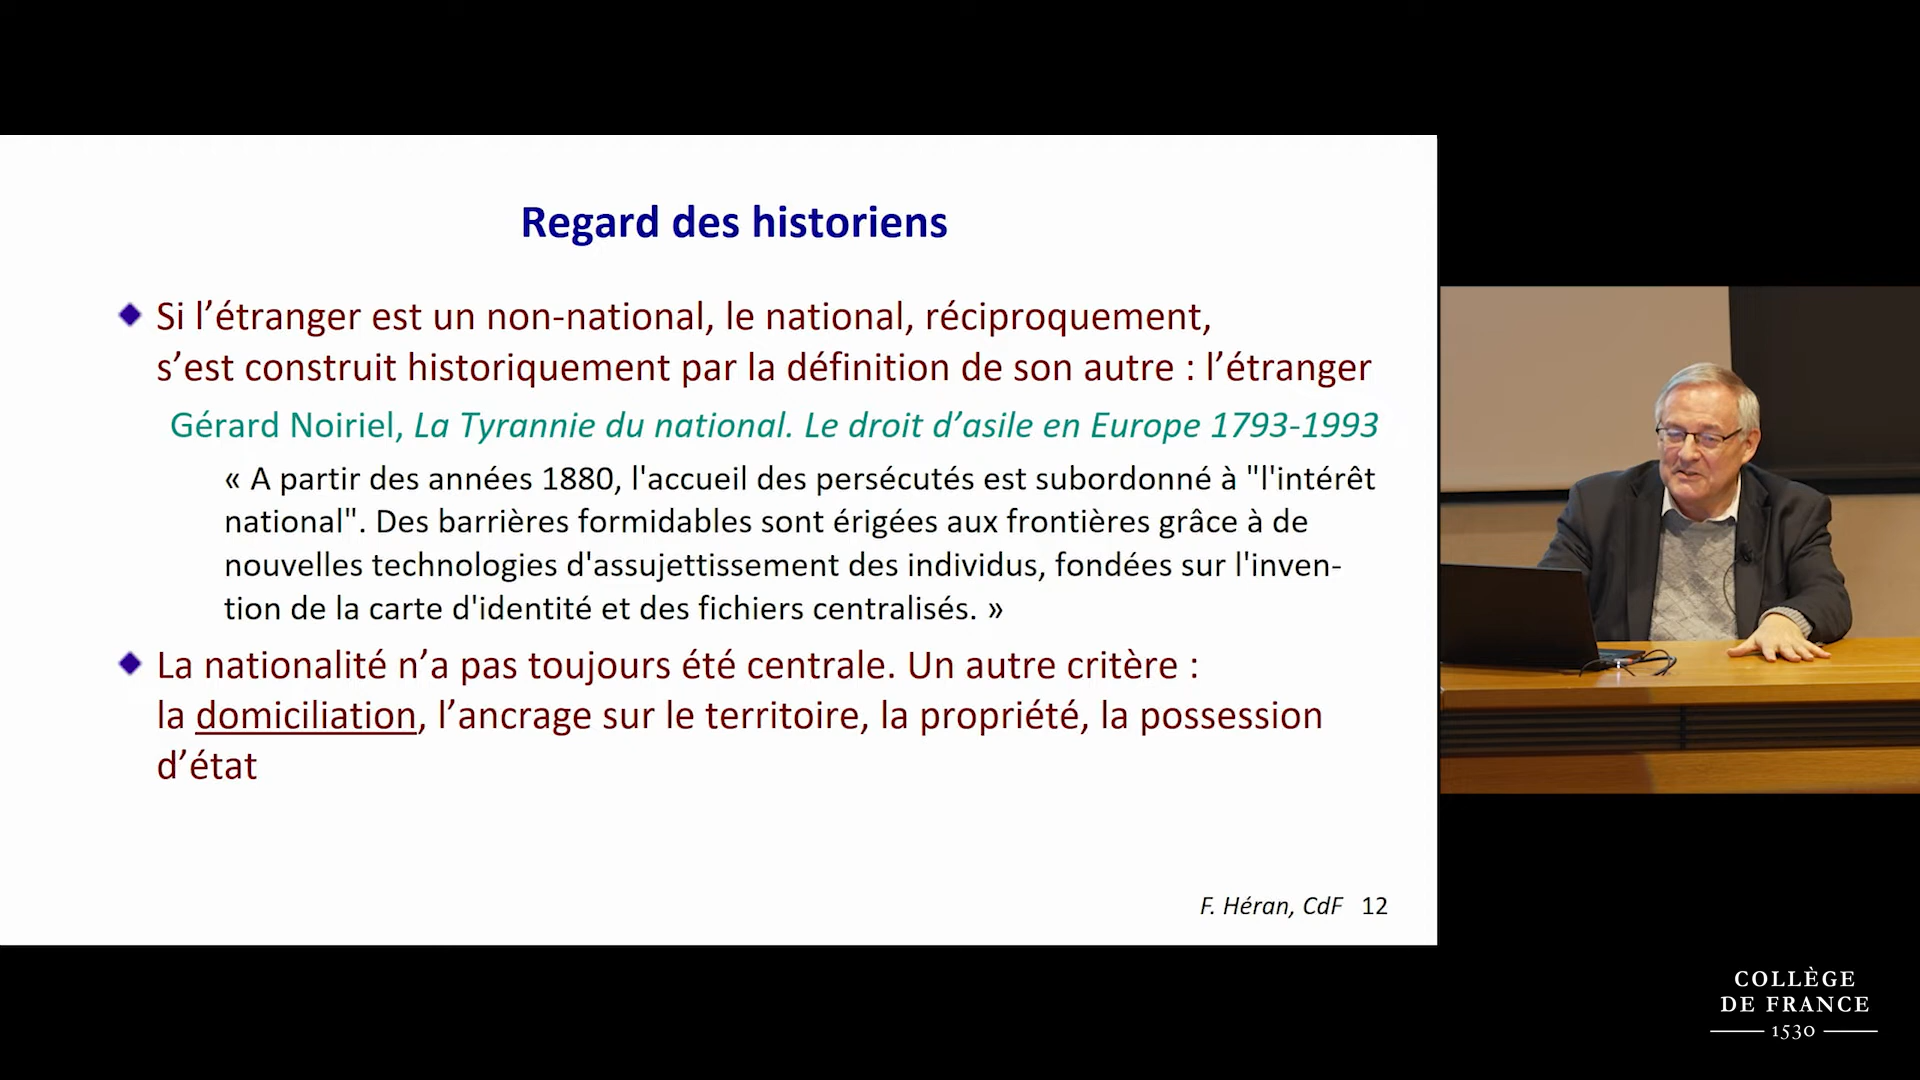 Regard des historiens
Si l’étranger est un non-national, le national, réciproquement,
s’est construit historiquement par la définition de son autre : l’étranger
Gérard Noiriel, La Tyrannie du national. Le droit d’asile en Europe 1793-1993
« A partir des années 1880, l'accueil des persécutés est subordonné à "l'intérêt
national". Des barrières formidables sont érigées aux frontières grâce à de
nouvelles technologies d'assujettissement des individus, fondées sur l'inven-
tion de la carte d'identité et des fichiers centralisés. »
La nationalité n’a pas toujours été centrale. Un autre critère :
la domiciliation, l’ancrage sur le territoire, la propriété, la possession
d’état
F. Héran, CdF 12
COLLÈGE
DE FRANCE
1530